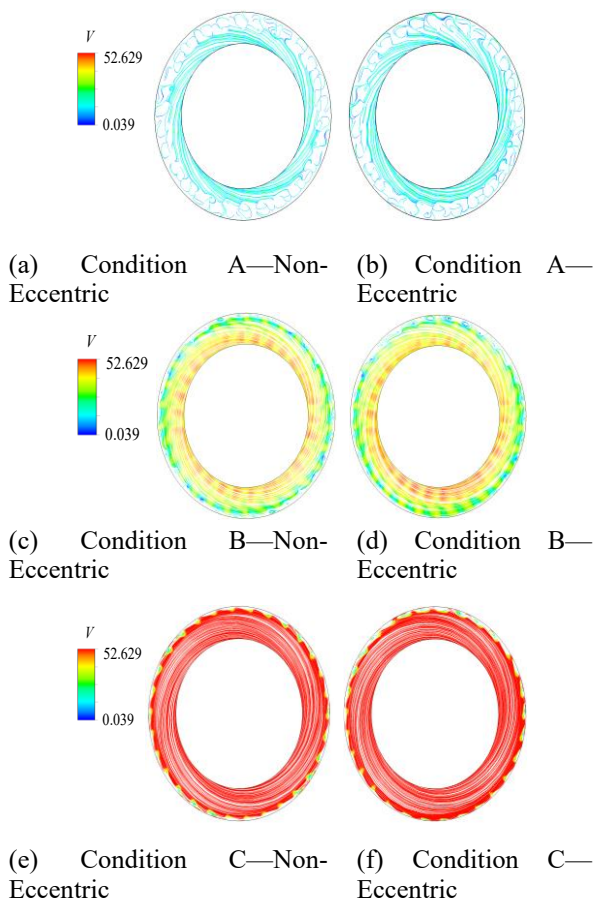 V
52.629
0.039
(a) Condition A—Non-
Eccentric
(b) Condition A—
Eccentric
V
52.629
0.039
(c) Condition B—Non-
Eccentric
(d) Condition B—
Eccentric
V
52.629
0.039
(e) Condition C—Non-
Eccentric
(f) Condition C—
Eccentric